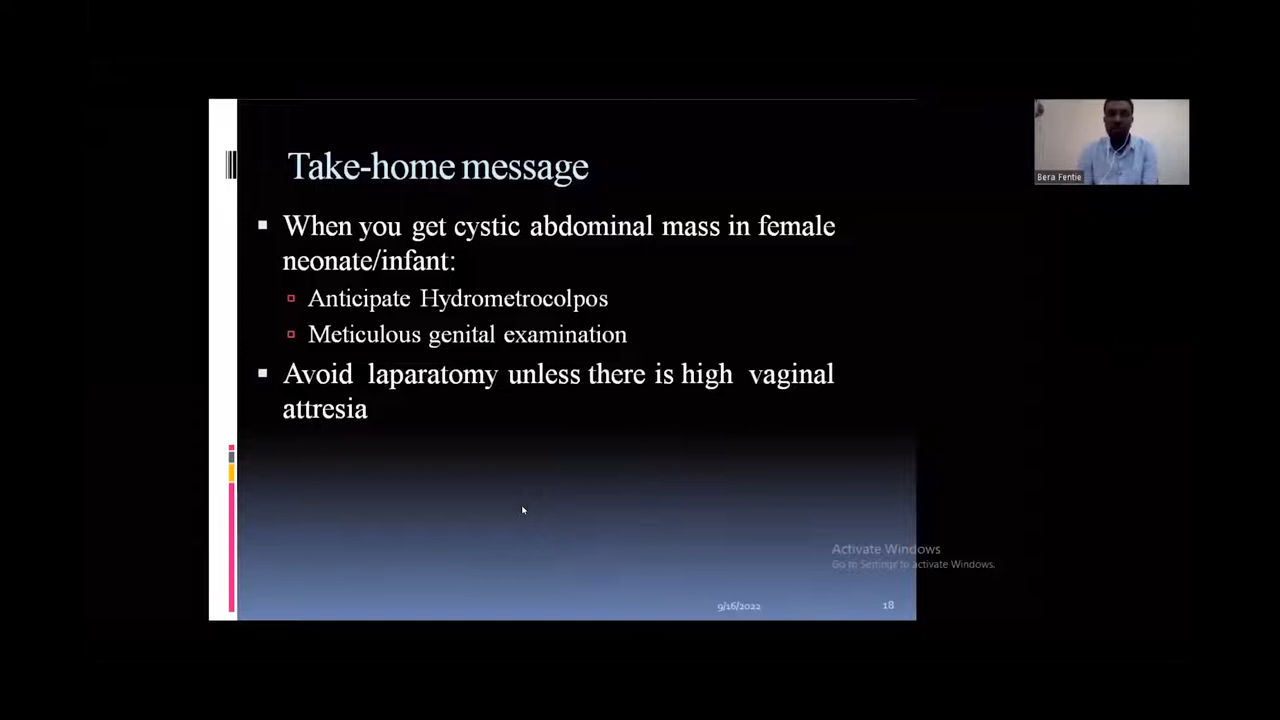 Take-home message
When you get cystic abdominal mass in female
neonate/infant:
Anticipate Hydrometrocolpos
Meticulous genital examination
Avoid laparatomy unless there is high vaginal
attresia
Bera Fentie
Activate Windows
Go to Settings to activate Windows.
9/16/2022
18